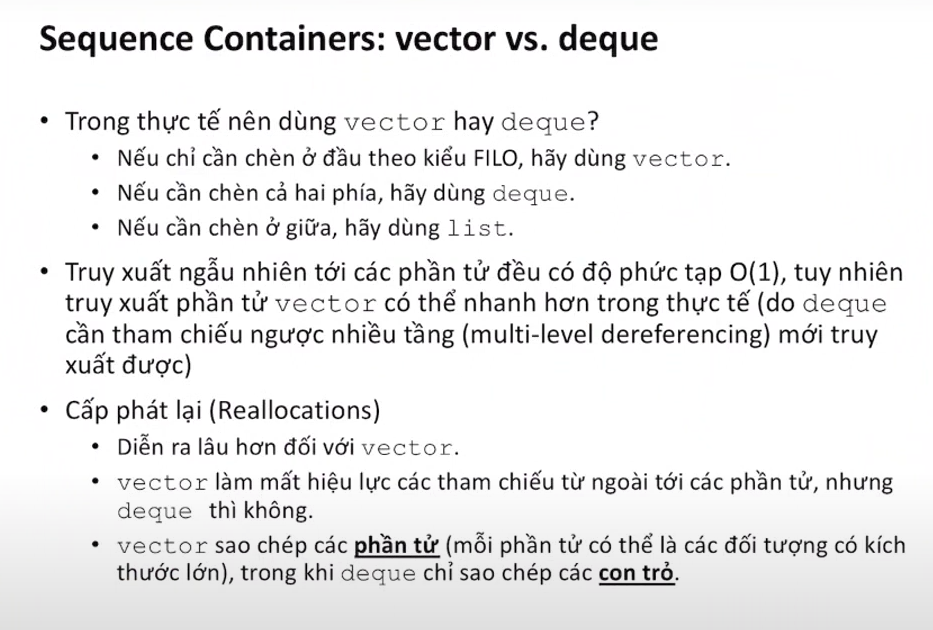 Sequence Containers: vector vs. deque
• Trong thực tế nên dùng vector hay deque?
• Nếu chỉ cần chèn ở đầu theo kiểu FILO, hãy dùng vector.
• Nếu cần chèn cả hai phía, hãy dùng deque.
• Nếu cần chèn ở giữa, hãy dùng list.
• Truy xuất ngẫu nhiên tới các phần tử đều có độ phức tạp O(1), tuy nhiên
truy xuất phần tử vector có thể nhanh hơn trong thực tế (do deque
cần tham chiếu ngược nhiều tầng (multi-level dereferencing) mới truy
xuất được)
• Cấp phát lại (Reallocations)
• Diễn ra lâu hơn đối với vector.
• vector làm mất hiệu lực các tham chiếu từ ngoài tới các phần tử, nhưng
deque thì không.
• vector sao chép các phần tử (mỗi phần tử có thể là các đối tượng có kích
thước lớn), trong khi deque chỉ sao chép các con trỏ.